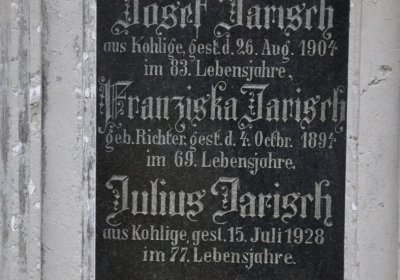 Josef Jarisch
aus Kohlige, gest. d. 26. Aug. 1904
im 83. Lebensjahre,
Franziska Jarisch
geb. Richter, gest. d. 4. Octbr. 1894
im 69. Lebensjahre.
Julius Jarisch
aus Kohlige, gest. 15. Juli 1928
im 77. Lebensjahre.